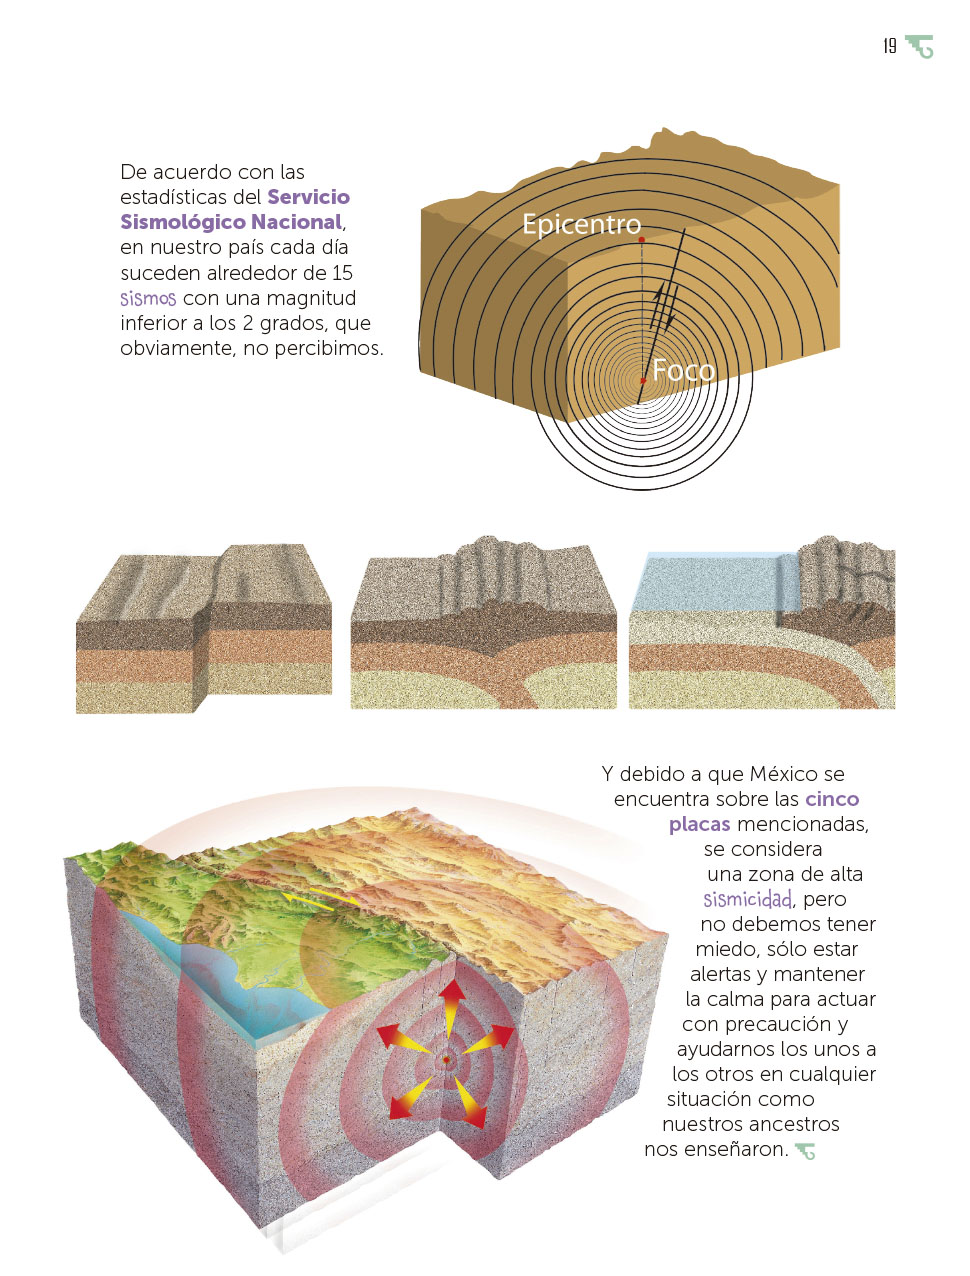 19
De acuerdo con las
estadísticas del Servicio
Sismológico Nacional,
en nuestro país cada día
suceden alrededor de 15
sismos con una magnitud
inferior a los 2 grados, que
obviamente, no percibimos.
Epicentro
Foco
Y debido a que México se
encuentra sobre las cinco
placas mencionadas,
se considera
una zona de alta
sismicidad, pero
no debemos tener
miedo, sólo estar
alertas y mantener
la calma para actuar
con precaución y
ayudarnos los unos a
los otros en cualquier
situación como
nuestros ancestros
nos enseñaron.